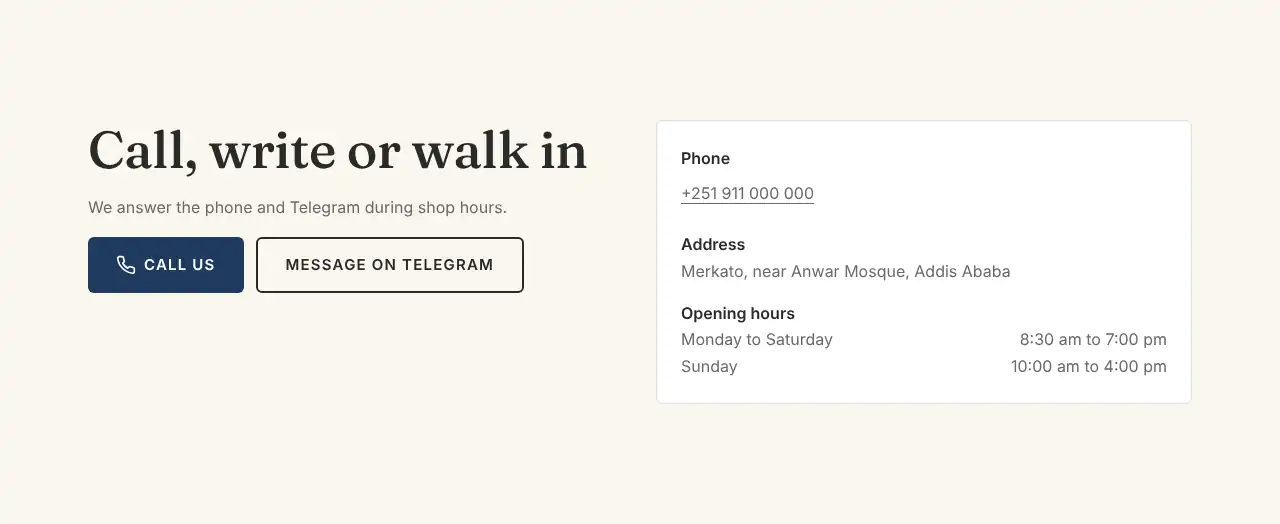 Call, write or walk in
We answer the phone and Telegram during shop hours.
CALL US
MESSAGE ON TELEGRAM
Phone
+251 911 000 000
Address
Merkato, near Anwar Mosque, Addis Ababa
Opening hours
Monday to Saturday 8:30 am to 7:00 pm
Sunday 10:00 am to 4:00 pm